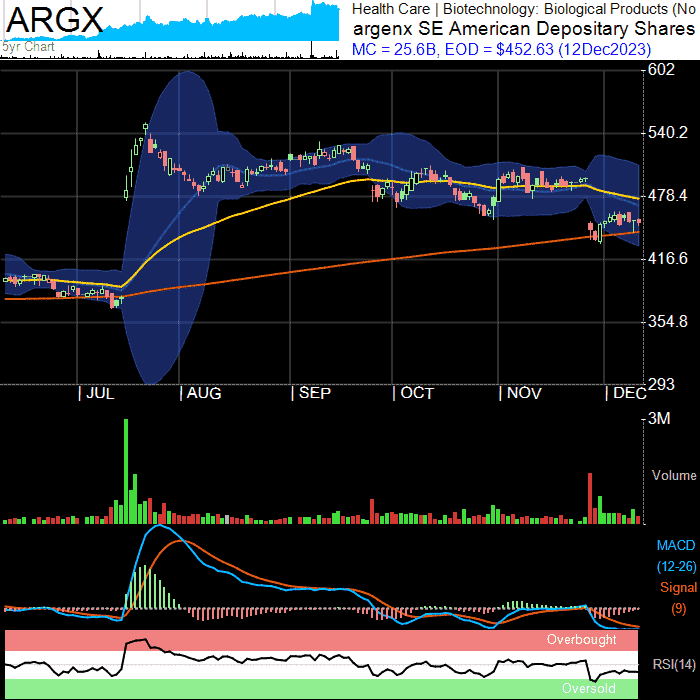 ARGX
5yr Chart
Health Care | Biotechnology: Biological Products (No
argenx SE American Depositary Shares
MC = 25.6B, EOD = $452.63 (12Dec2023)
602
540.2
478.4
416.6
354.8
293
| JUL | AUG | SEP | OCT | NOV | DEC
3M
Volume
MACD
(12-26)
Signal
(9)
Overbought
RSI(14)
Oversold